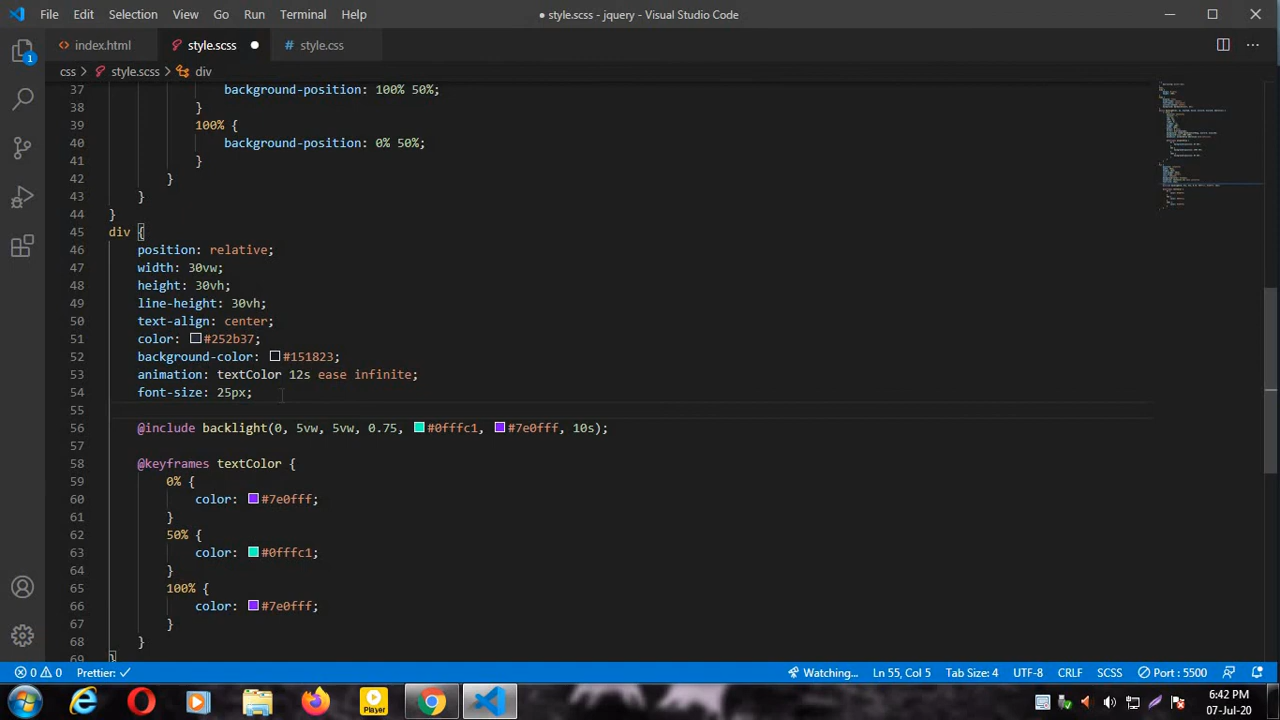 File Edit Selection View Go Run Terminal Help ● style.scss - jquery - Visual Studio Code
index.html style.scss style.css
css > style.scss > div
37 background-position: 100% 50%;
38 }
39 100% {
40 background-position: 0% 50%;
41 }
42 }
43 }
44 }
45 div {
46 position: relative;
47 width: 30vw;
48 height: 30vh;
49 line-height: 30vh;
50 text-align: center;
51 color: #252b37;
52 background-color: #151823;
53 animation: textColor 12s ease infinite;
54 font-size: 25px;
55
56 @include backlight(0, 5vw, 5vw, 0.75, #0fffc1, #7e0fff, 10s);
57
58 @keyframes textColor {
59 0% {
60 color: #7e0fff;
61 }
62 50% {
63 color: #0fffc1;
64 }
65 100% {
66 color: #7e0fff;
67 }
68 }
69 }
1
0 0 Prettier: ✓ Watching... Ln 55, Col 5 Tab Size: 4 UTF-8 CRLF SCSS Port : 5500
Player
6:42 PM
07-Jul-20